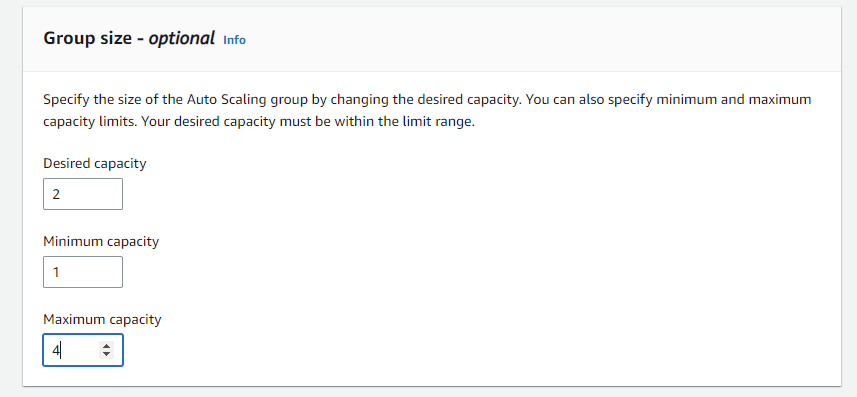 Group size - optional Info
Specify the size of the Auto Scaling group by changing the desired capacity. You can also specify minimum and maximum
capacity limits. Your desired capacity must be within the limit range.
Desired capacity
2
Minimum capacity
1
Maximum capacity
4